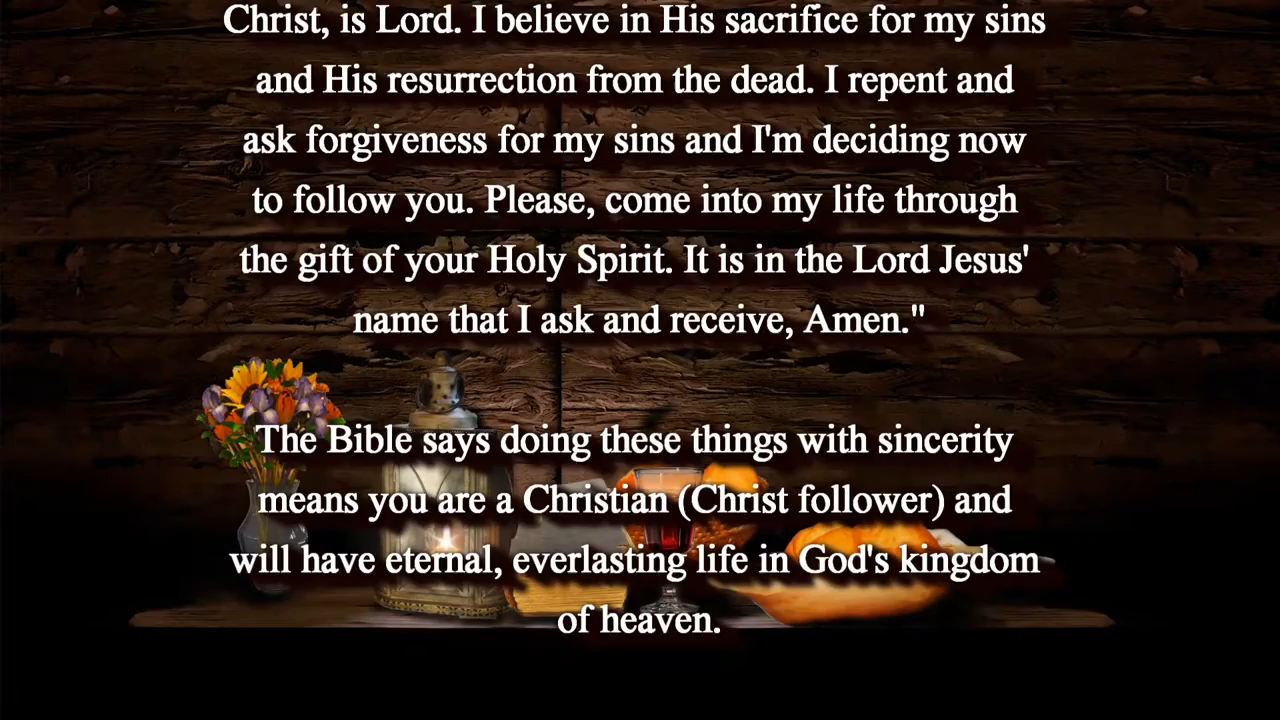 Christ, is Lord. I believe in His sacrifice for my sins
and His resurrection from the dead. I repent and
ask forgiveness for my sins and I'm deciding now
to follow you. Please, come into my life through
the gift of your Holy Spirit. It is in the Lord Jesus'
name that I ask and receive, Amen."
The Bible says doing these things with sincerity
means you are a Christian (Christ follower) and
will have eternal, everlasting life in God's kingdom
of heaven.